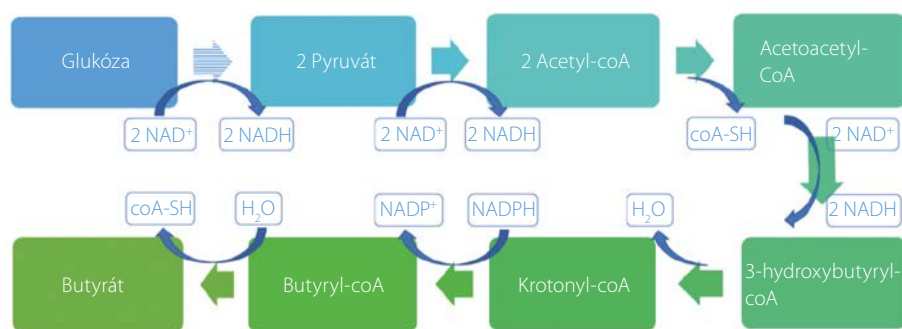 Glukóza
2 Pyruvát
2 Acetyl-coA
Acetoacetyl-
CoA
2 NAD⁺
2 NADH
2 NAD⁺
2 NADH
coA-SH
2 NAD⁺
2 NADH
coA-SH
H₂O
NADP⁺
NADPH
H₂O
Butyrát
Butyryl-coA
Krotonyl-coA
3-hydroxybutyryl-
coA